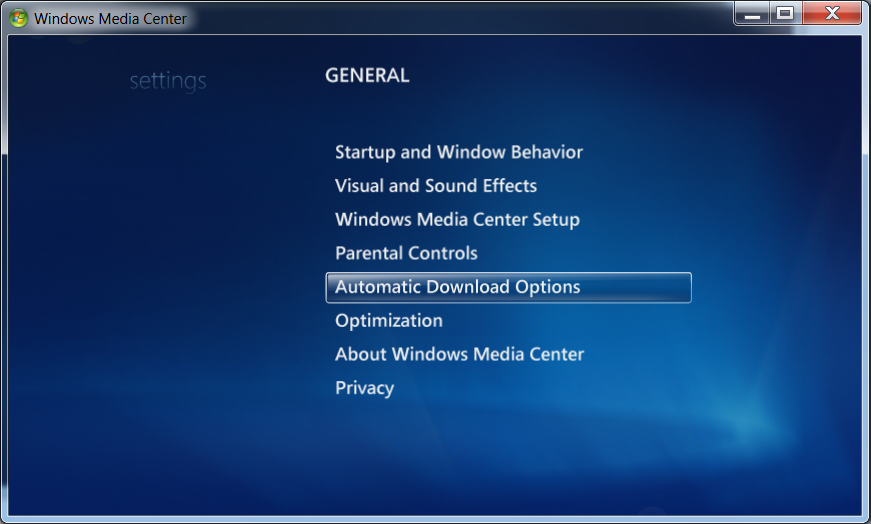 Windows Media Center
settings
GENERAL
Startup and Window Behavior
Visual and Sound Effects
Windows Media Center Setup
Parental Controls
Automatic Download Options
Optimization
About Windows Media Center
Privacy